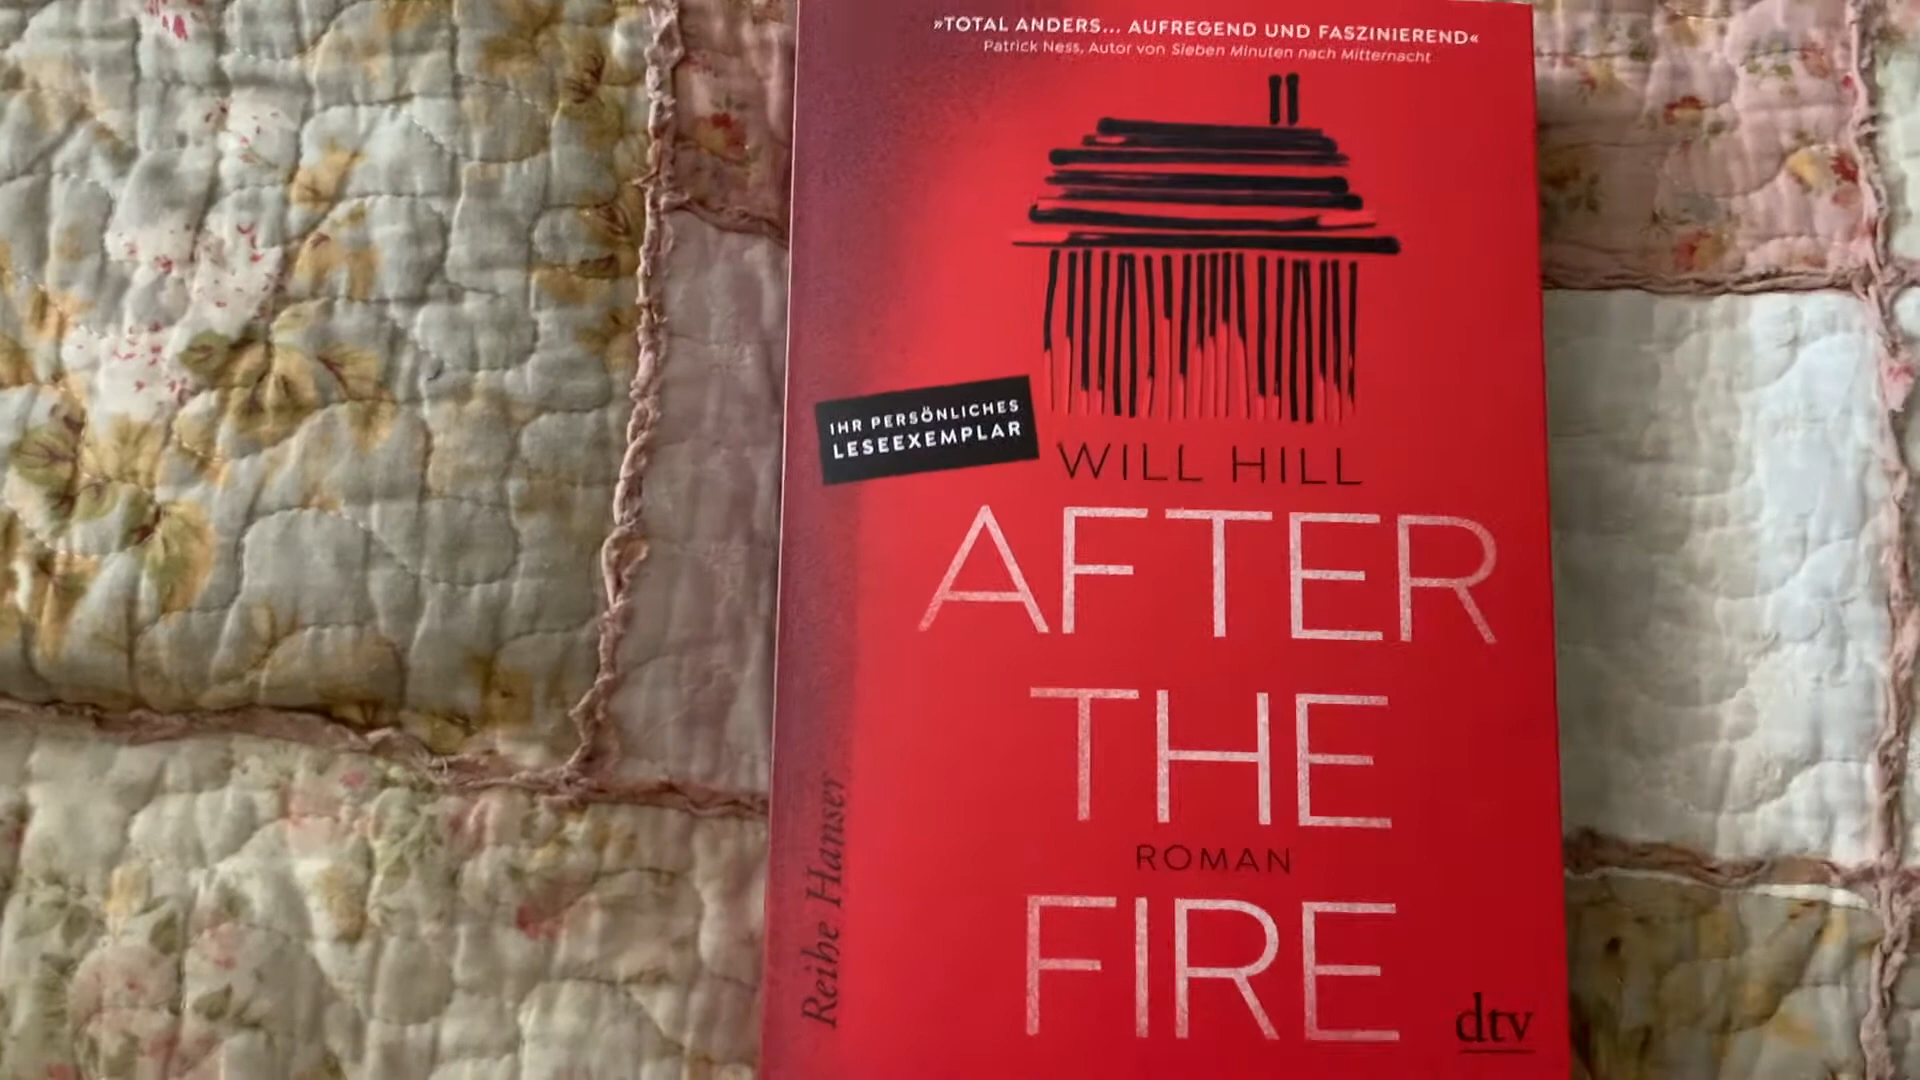 »TOTAL ANDERS... AUFREGEND UND FASZINIEREND«
Patrick Ness, Autor von Sieben Minuten nach Mitternacht
IHR PERSÖNLICHES
LESEEXEMPLAR
WILL HILL
AFTER
THE
ROMAN
FIRE
Reihe Hanser
dtv